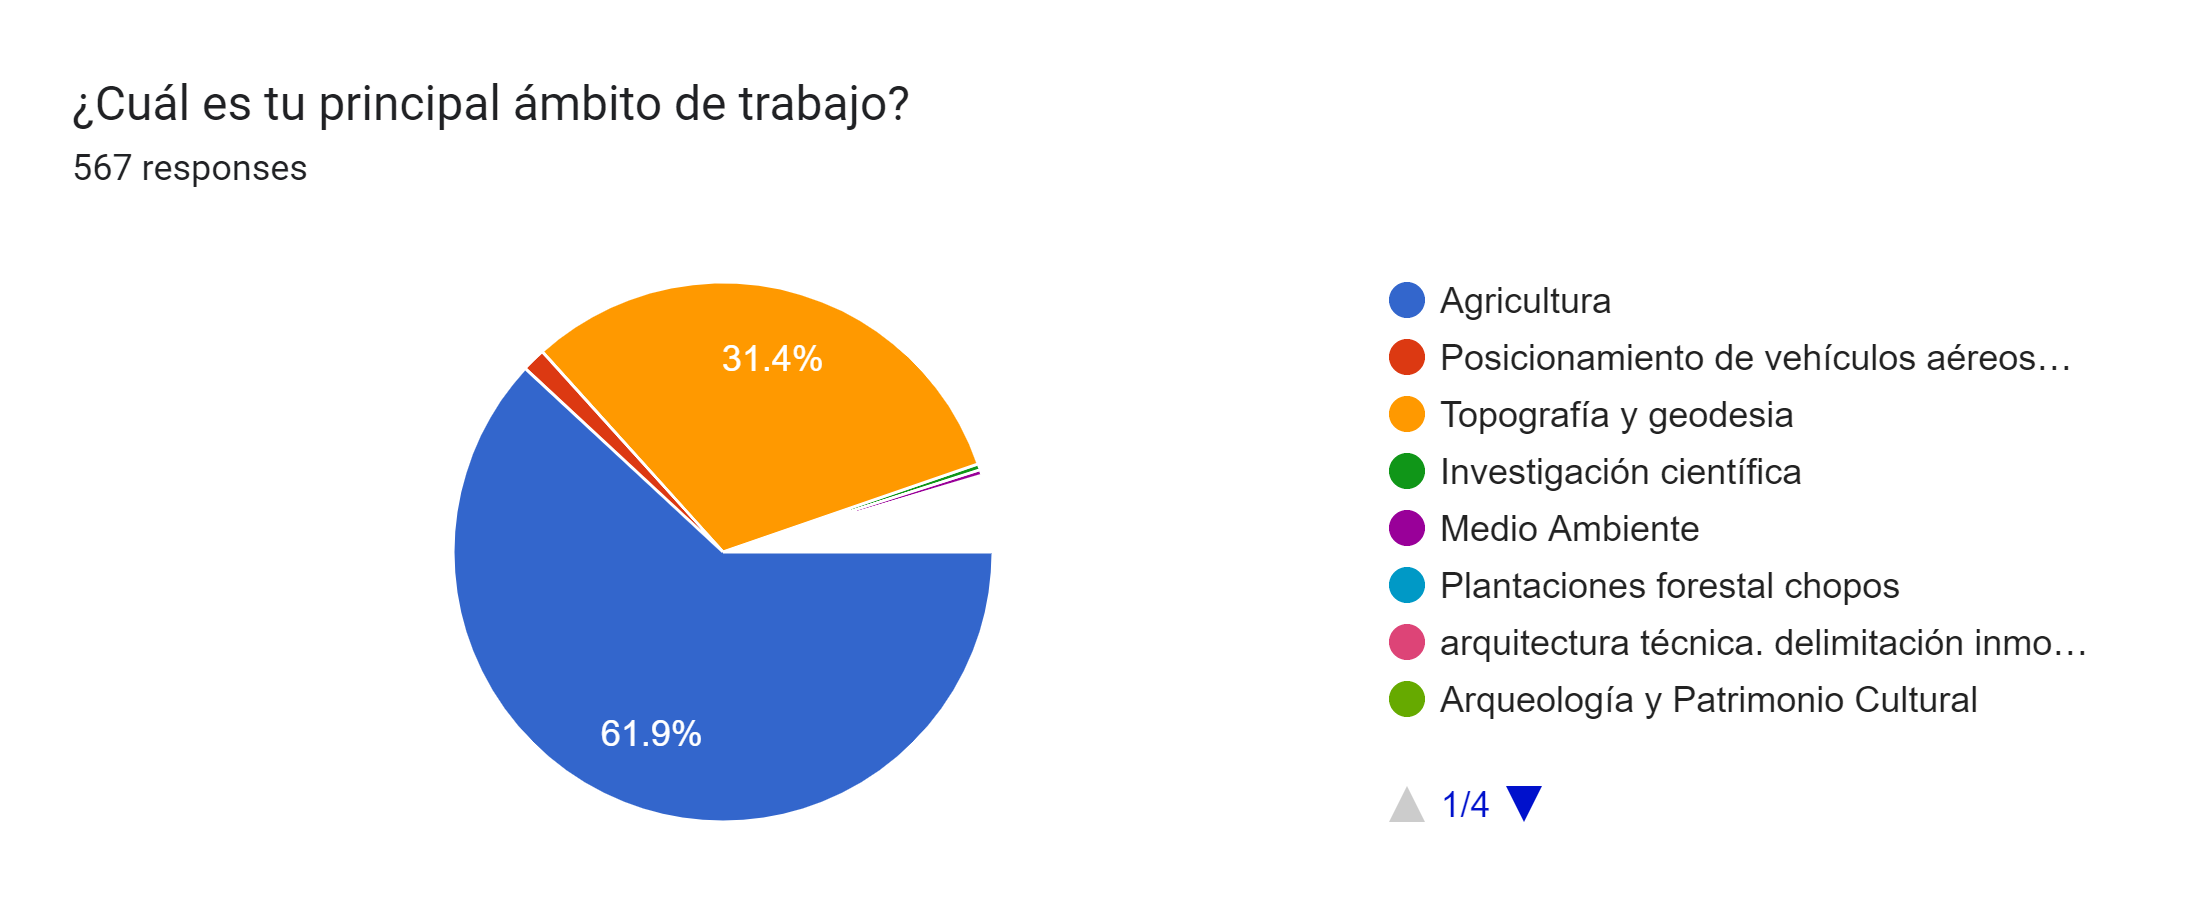 ¿Cuál es tu principal ámbito de trabajo?
567 responses
31.4%
61.9%
Agricultura
Posicionamiento de vehículos aéreos…
Topografía y geodesia
Investigación científica
Medio Ambiente
Plantaciones forestal chopos
arquitectura técnica. delimitación inmo…
Arqueología y Patrimonio Cultural
1/4